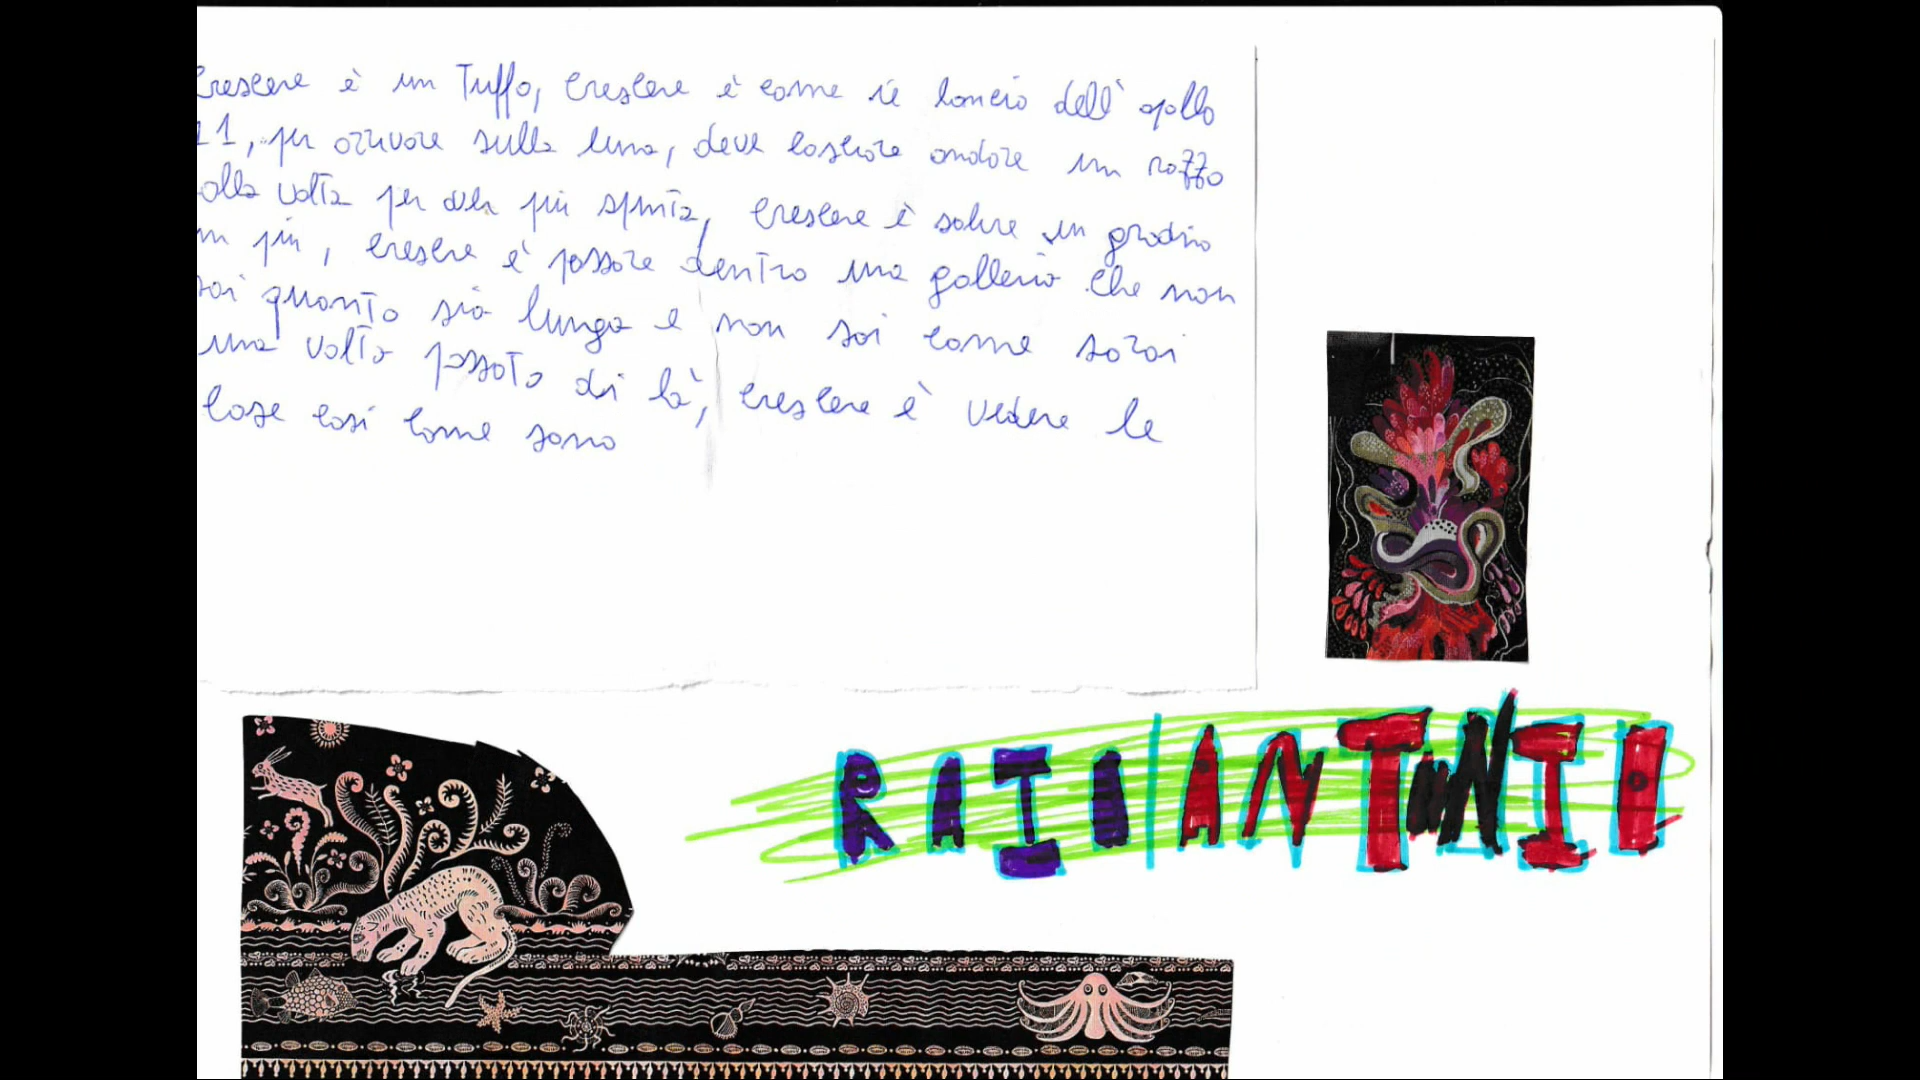 Crescere è un Tuffo, crescere è come il lancio dell'apollo
11, per arrivare sulla luna, deve lasciare andare un razzo
alla volta per aver più spinta, crescere è salire un gradino
in più, crescere è passare dentro una galleria che non
sai quanto sia lunga e non sai come sarai
una volta passato di là, crescere è vedere le
cose così come sono
RAIO ANTONIO